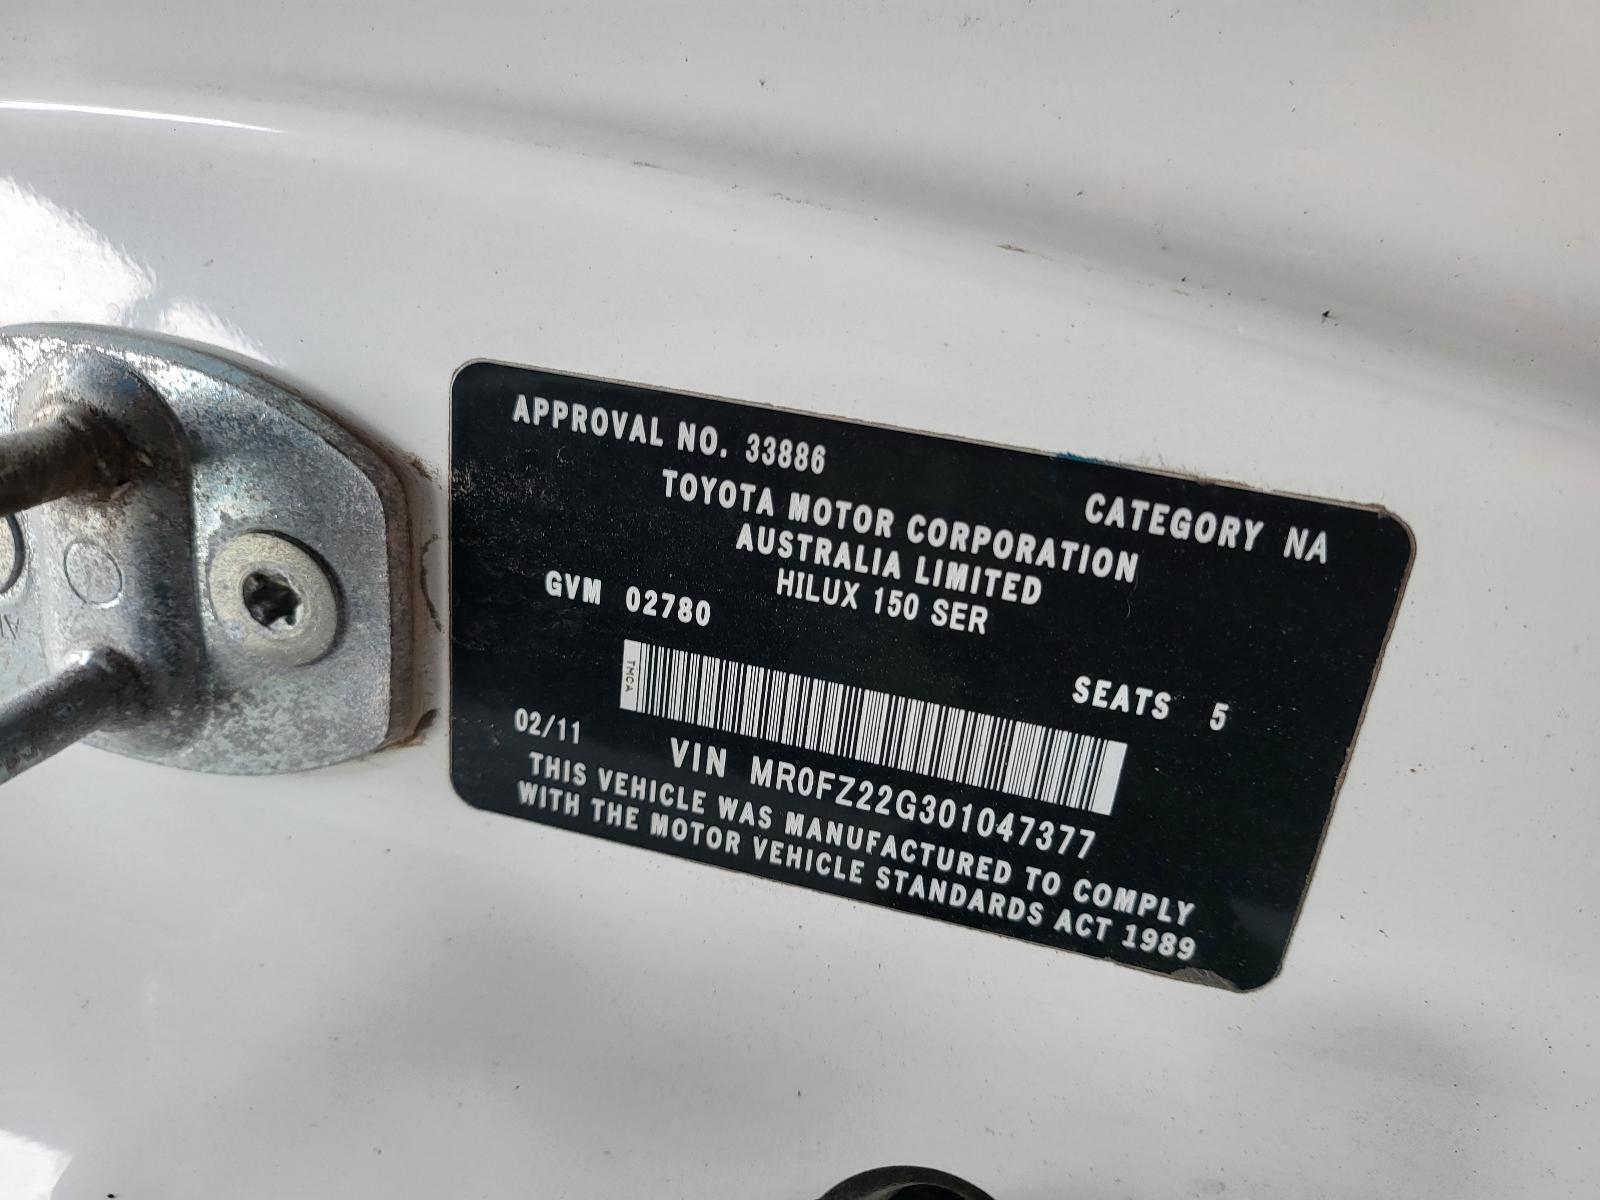 APPROVAL NO. 33886
CATEGORY NA
TOYOTA MOTOR CORPORATION
AUSTRALIA LIMITED
HILUX 150 SER
GVM 02780
SEATS 5
TMCA
02/11
VIN MR0FZ22G301047377
THIS VEHICLE WAS MANUFACTURED TO COMPLY
WITH THE MOTOR VEHICLE STANDARDS ACT 1989